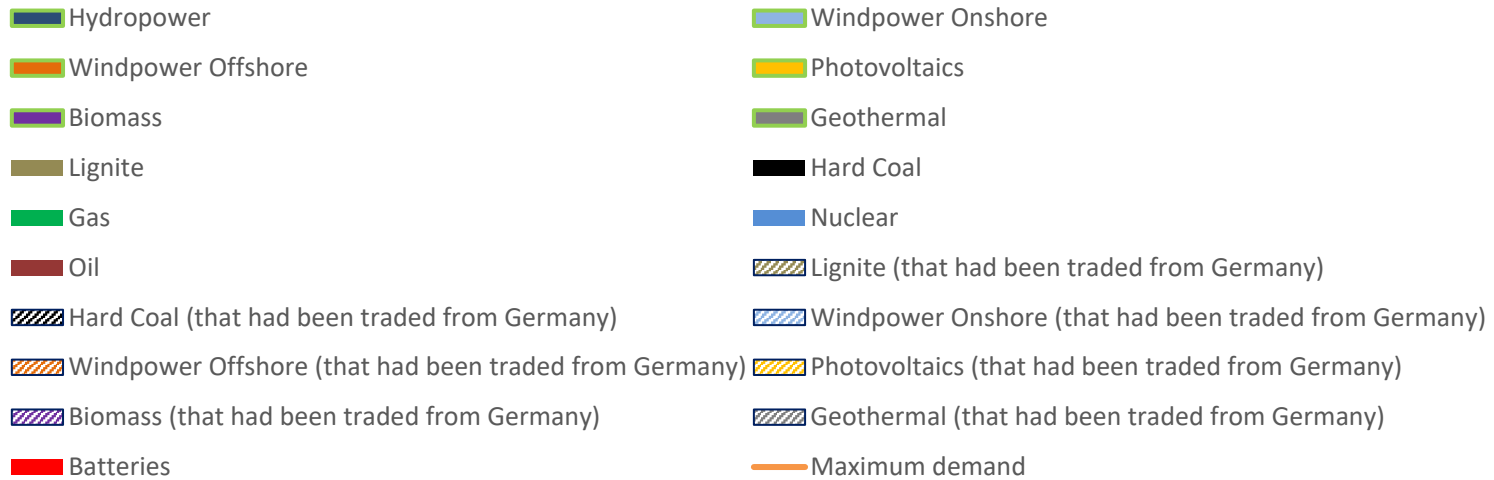 Hydropower Windpower Onshore
Windpower Offshore Photovoltaics
Biomass Geothermal
Lignite Hard Coal
Gas Nuclear
Oil Lignite (that had been traded from Germany)
Hard Coal (that had been traded from Germany) Windpower Onshore (that had been traded from Germany)
Windpower Offshore (that had been traded from Germany) Photovoltaics (that had been traded from Germany)
Biomass (that had been traded from Germany) Geothermal (that had been traded from Germany)
Batteries Maximum demand